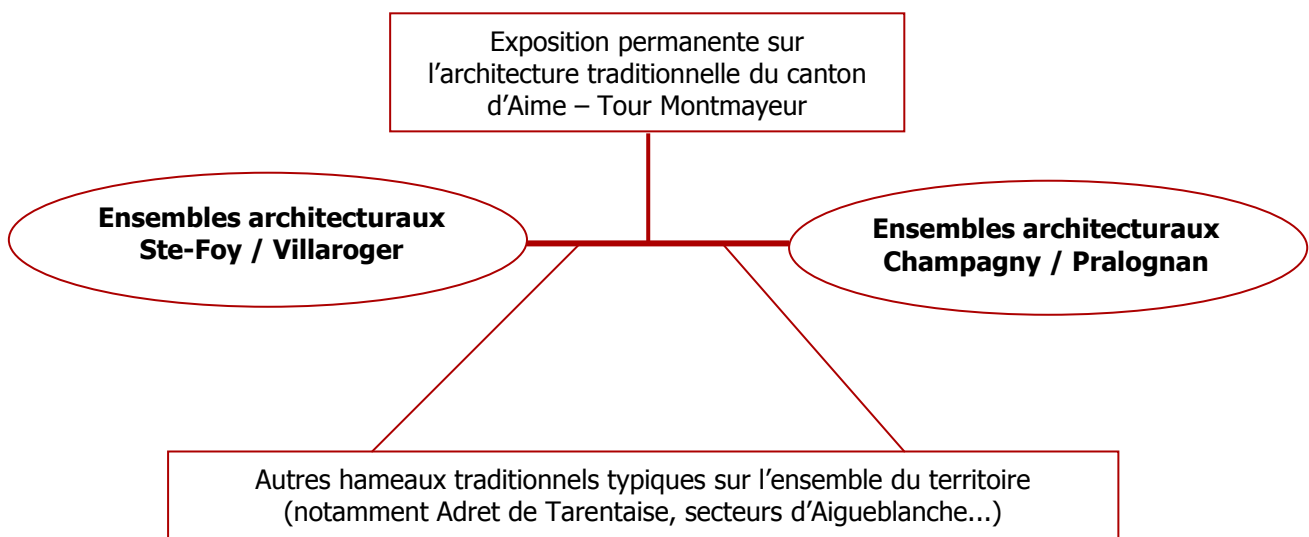 Exposition permanente sur
l’architecture traditionnelle du canton
d’Aime – Tour Montmayeur
Ensembles architecturaux
Ste-Foy / Villaroger
Ensembles architecturaux
Champagny / Pralognan
Autres hameaux traditionnels typiques sur l’ensemble du territoire
(notamment Adret de Tarentaise, secteurs d’Aigueblanche...)